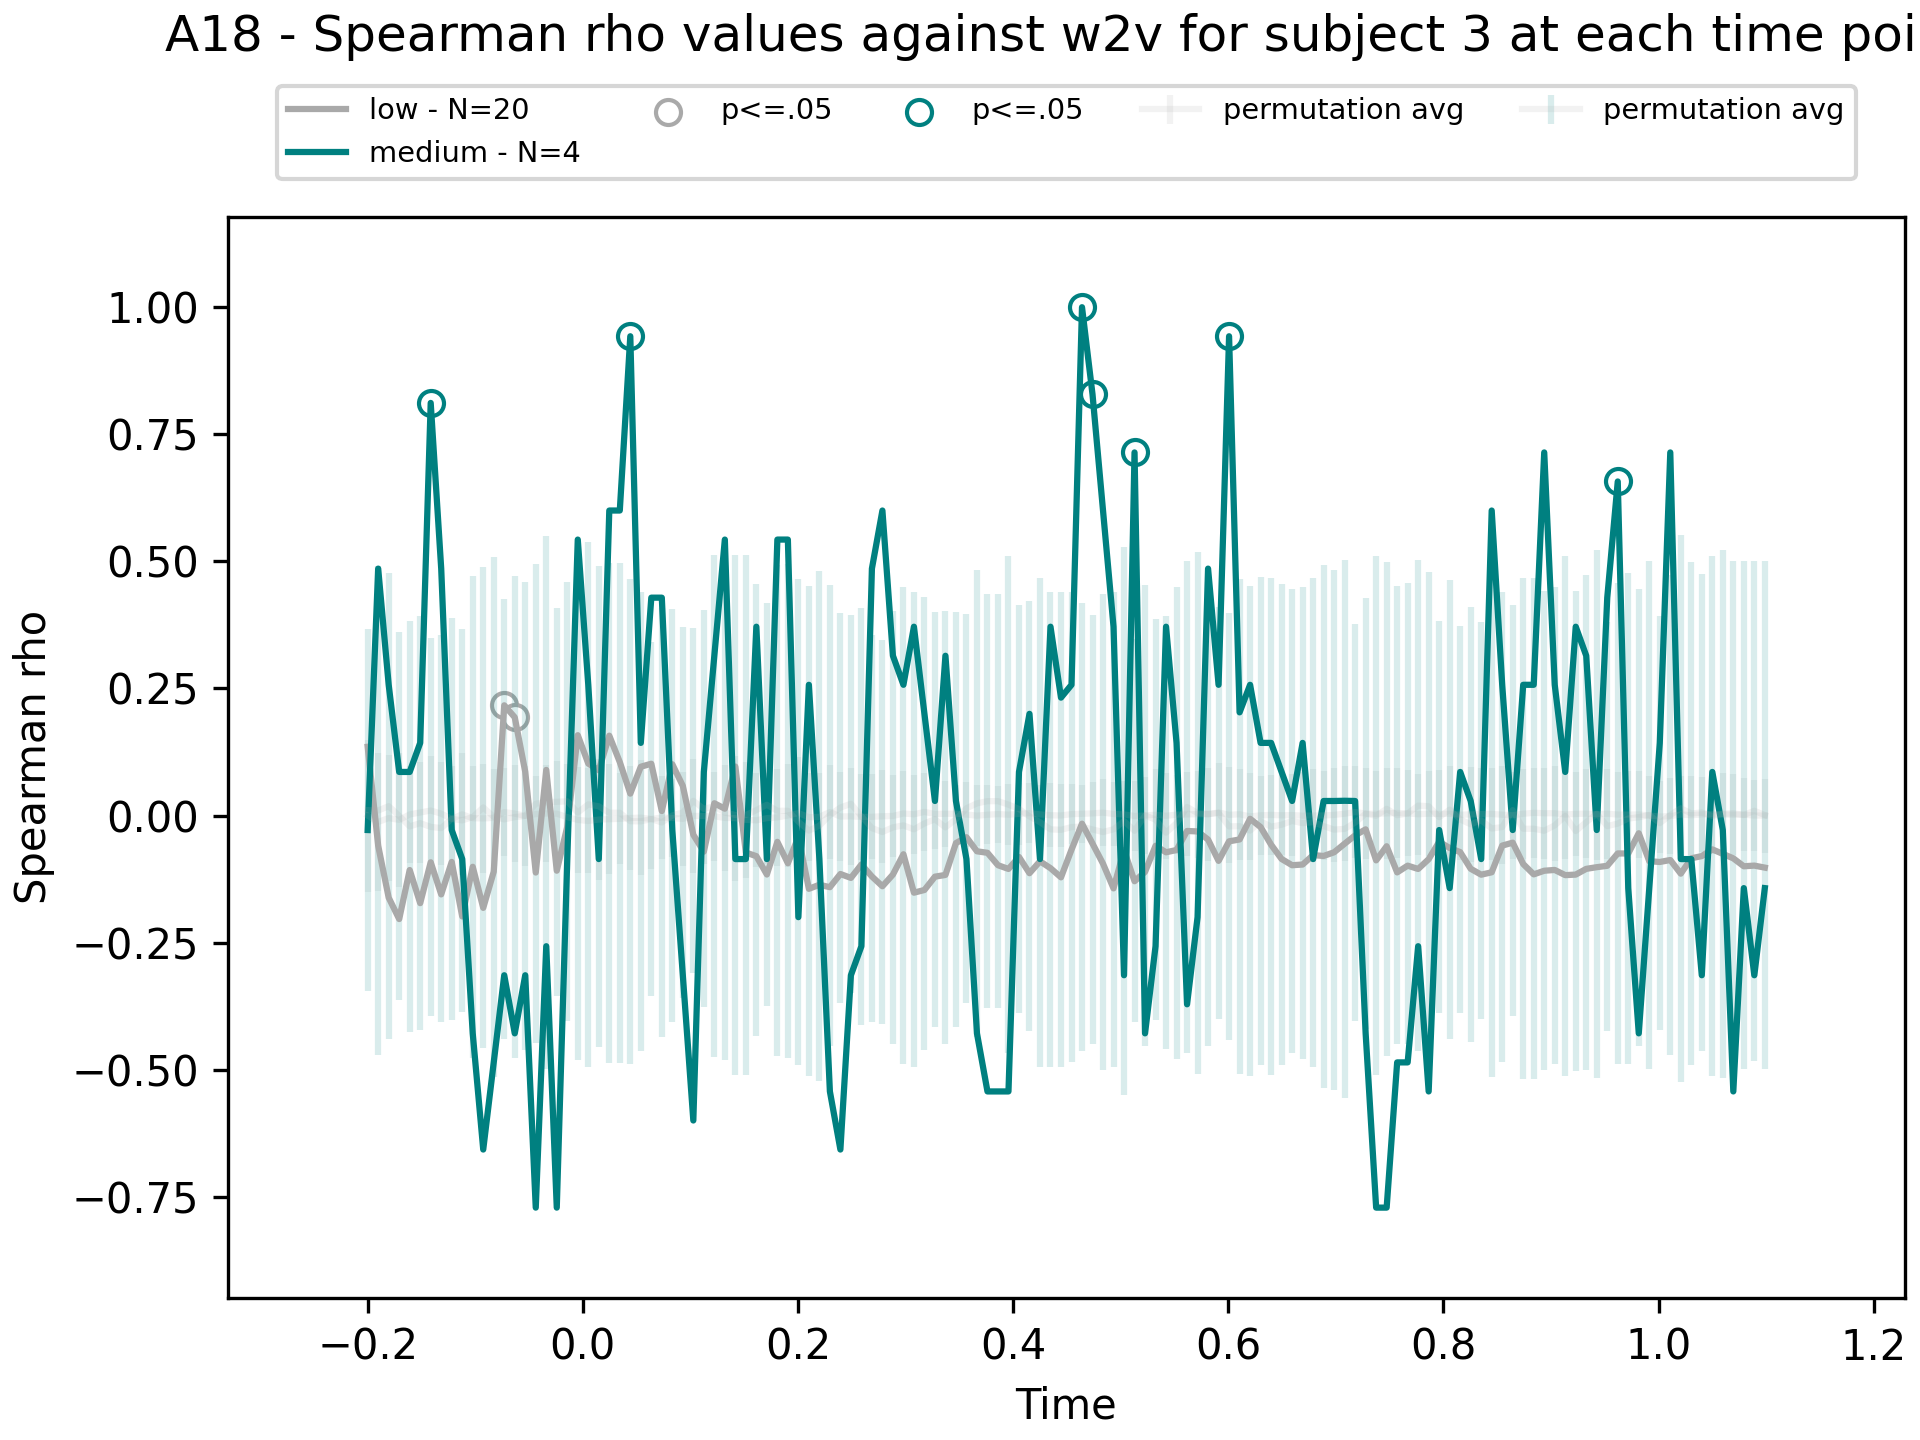 A18 - Spearman rho values against w2v for subject 3 at each time poi
low - N=20
medium - N=4
p<=.05
p<=.05
permutation avg
permutation avg
Spearman rho
1.00
0.75
0.50
0.25
0.00
−0.25
−0.50
−0.75
−0.2
0.0
0.2
0.4
0.6
0.8
1.0
1.2
Time